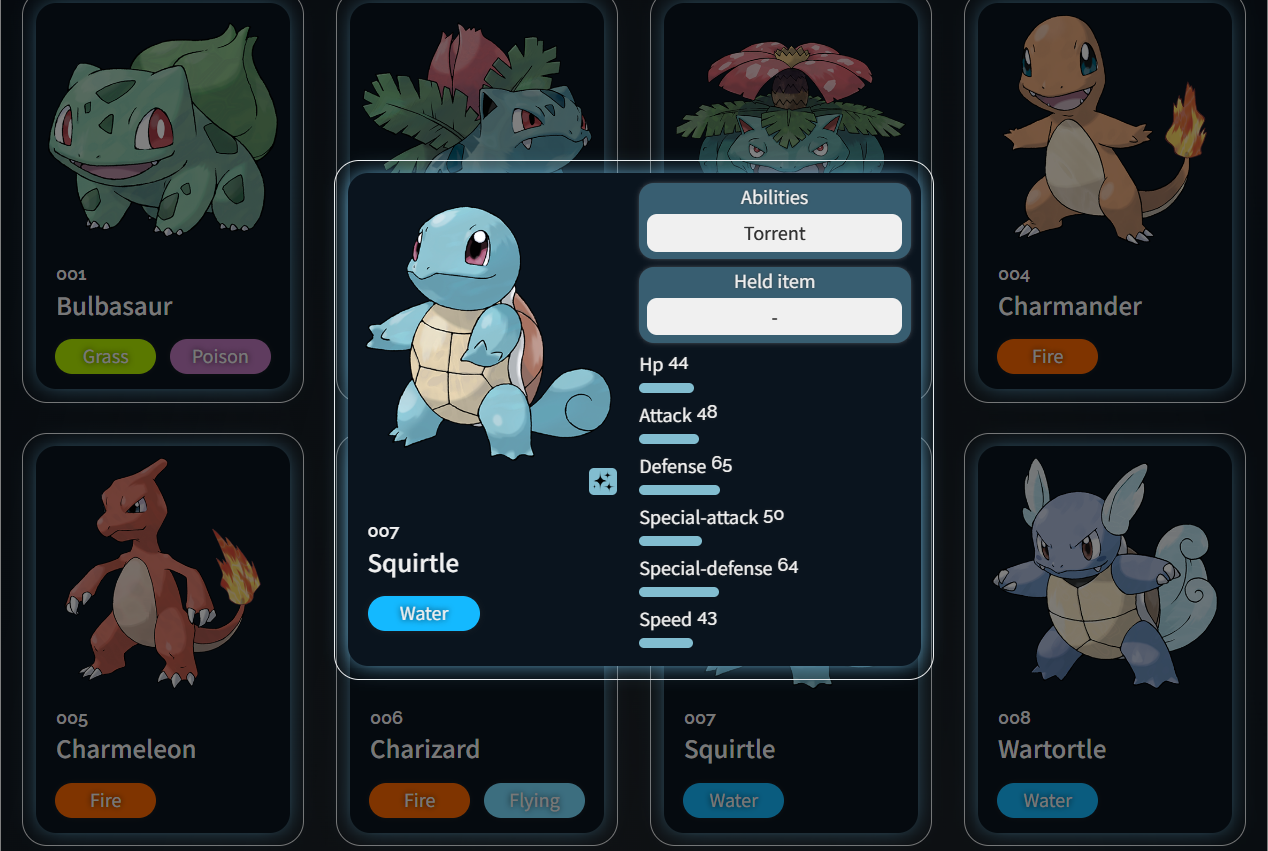 001
Bulbasaur
Grass
Poison
004
Charmander
Fire
Abilities
Torrent
Held item
-
Hp 44
Attack 48
Defense 65
Special-attack 50
Special-defense 64
Speed 43
007
Squirtle
Water
005
Charmeleon
Fire
006
Charizard
Fire
Flying
007
Squirtle
Water
008
Wartortle
Water